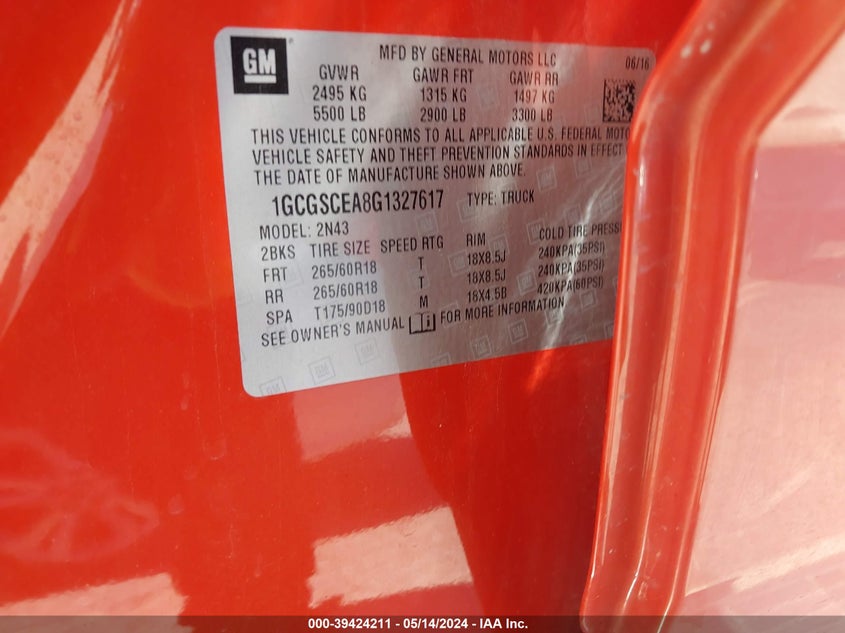 GM
MFD BY GENERAL MOTORS LLC 06/16
GVWR GAWR FRT GAWR RR
2495 KG 1315 KG 1497 KG
5500 LB 2900 LB 3300 LB
THIS VEHICLE CONFORMS TO ALL APPLICABLE U.S. FEDERAL
VEHICLE SAFETY AND THEFT PREVENTION STANDARDS IN EFFECT
THE DATE OF MANUFACTURE SHOWN ABOVE.
1GCGSCEA8G1327617 TYPE: TRUCK
MODEL: 2N43
2BKS TIRE SIZE SPEED RTG RIM COLD TIRE
FRT 265/60R18 T 18X8.5J 240KPA(35PSI)
RR 265/60R18 T 18X8.5J 240KPA(35PSI)
SPA T175/90D18 M 18X4.5B 420KPA(60PSI)
SEE OWNER'S MANUAL FOR MORE INFORMATION
000-39424211 - 05/14/2024 - IAA Inc.